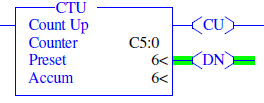 CTU
Count Up
CU
Counter C5:0
Preset 6<
DN
Accum 6<